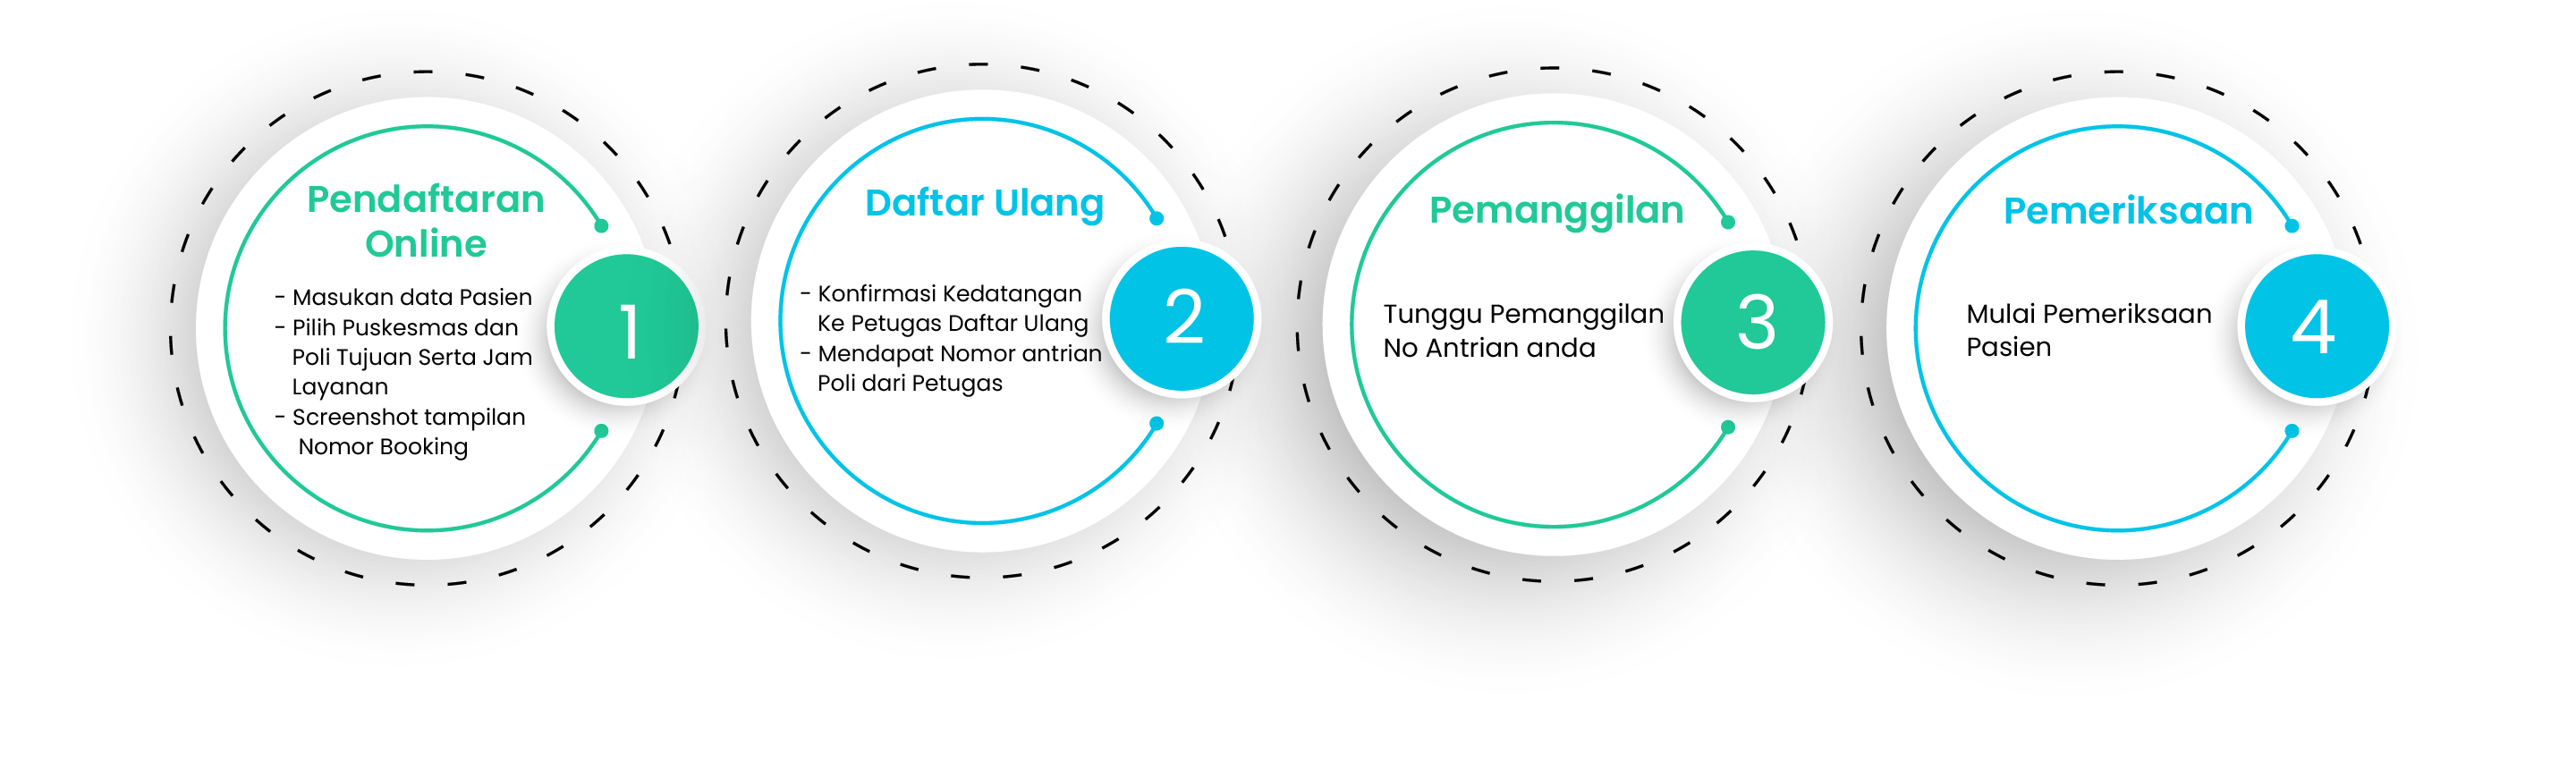 Pendaftaran
Online
- Masukan data Pasien
- Pilih Puskesmas dan
Poli Tujuan Serta Jam
Layanan
- Screenshot tampilan
Nomor Booking
1
Daftar Ulang
- Konfirmasi Kedatangan
Ke Petugas Daftar Ulang
- Mendapat Nomor antrian
Poli dari Petugas
2
Pemanggilan
Tunggu Pemanggilan
No Antrian anda
3
Pemeriksaan
Mulai Pemeriksaan
Pasien
4